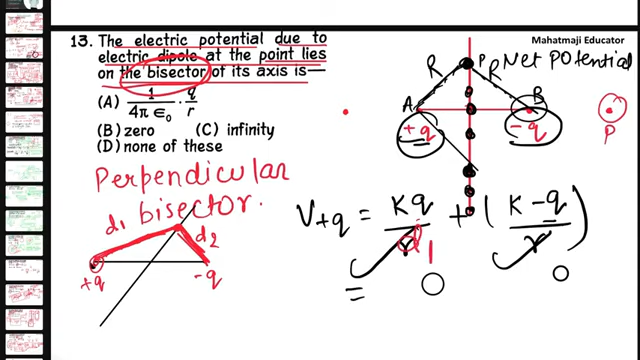 Mahatmaji Educator
13. The electric potential due to
electric dipole at the point lies
on the bisector of its axis is—
(A) 1/4π ∈₀ · q/r
(B) zero (C) infinity
(D) none of these
Perpendicular
bisector.
d1
d2
+q
-q
P
Net Potential
R
R
A
B
+q
-q
P
V+q = Kq/r + (K-q/r)
d1
= 0
0